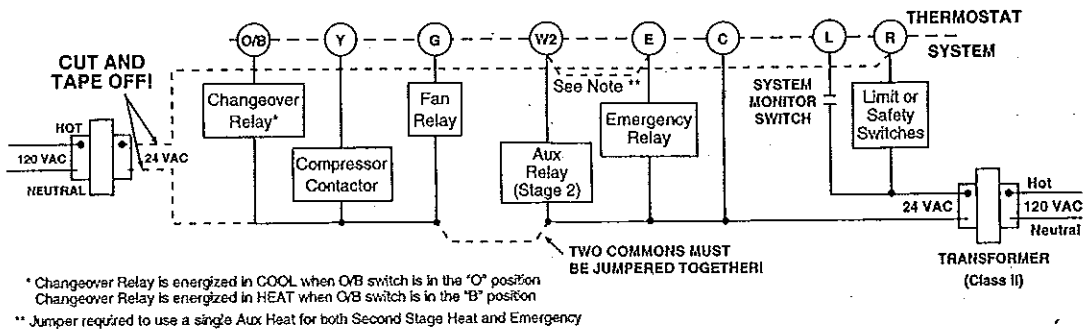 THERMOSTAT
O/B Y G W2 E C L R
SYSTEM
CUT AND
TAPE OFF!
See Note **
SYSTEM
MONITOR
SWITCH
Changeover
Relay*
Fan
Relay
Limit or
Safety
Switches
Emergency
Relay
HOT
120 VAC
24 VAC
NEUTRAL
Compressor
Contactor
Aux
Relay
(Stage 2)
Hot
24 VAC
120 VAC
Neutral
TWO COMMONS MUST
BE JUMPERED TOGETHER!
TRANSFORMER
(Class II)
* Changeover Relay is energized in COOL when O/B switch is in the "O" position
Changeover Relay is energized in HEAT when O/B switch is in the "B" position
** Jumper required to use a single Aux Heat for both Second Stage Heat and Emergency